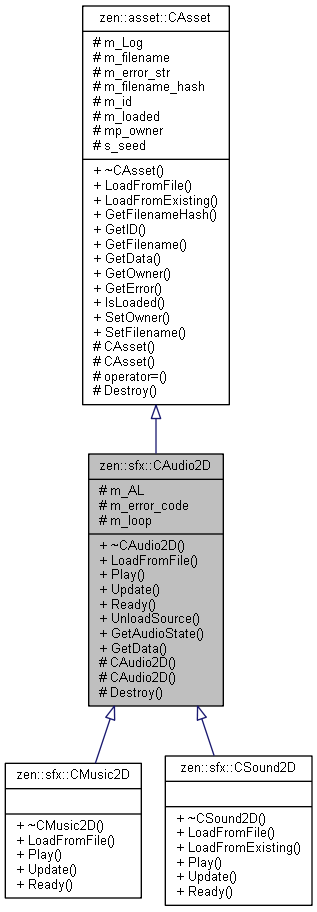 zen::asset::CAsset
# m_Log
# m_filename
# m_error_str
# m_filename_hash
# m_id
# m_loaded
# mp_owner
# s_seed
+ ~CAsset()
+ LoadFromFile()
+ LoadFromExisting()
+ GetFilenameHash()
+ GetID()
+ GetFilename()
+ GetData()
+ GetOwner()
+ GetError()
+ IsLoaded()
+ SetOwner()
+ SetFilename()
# CAsset()
# CAsset()
# operator=()
# Destroy()
zen::sfx::CAudio2D
# m_AL
# m_error_code
# m_loop
+ ~CAudio2D()
+ LoadFromFile()
+ Play()
+ Update()
+ Ready()
+ UnloadSource()
+ GetAudioState()
+ GetData()
# CAudio2D()
# CAudio2D()
# Destroy()
zen::sfx::CMusic2D
+ ~CMusic2D()
+ LoadFromFile()
+ Play()
+ Update()
+ Ready()
zen::sfx::CSound2D
+ ~CSound2D()
+ LoadFromFile()
+ LoadFromExisting()
+ Play()
+ Update()
+ Ready()